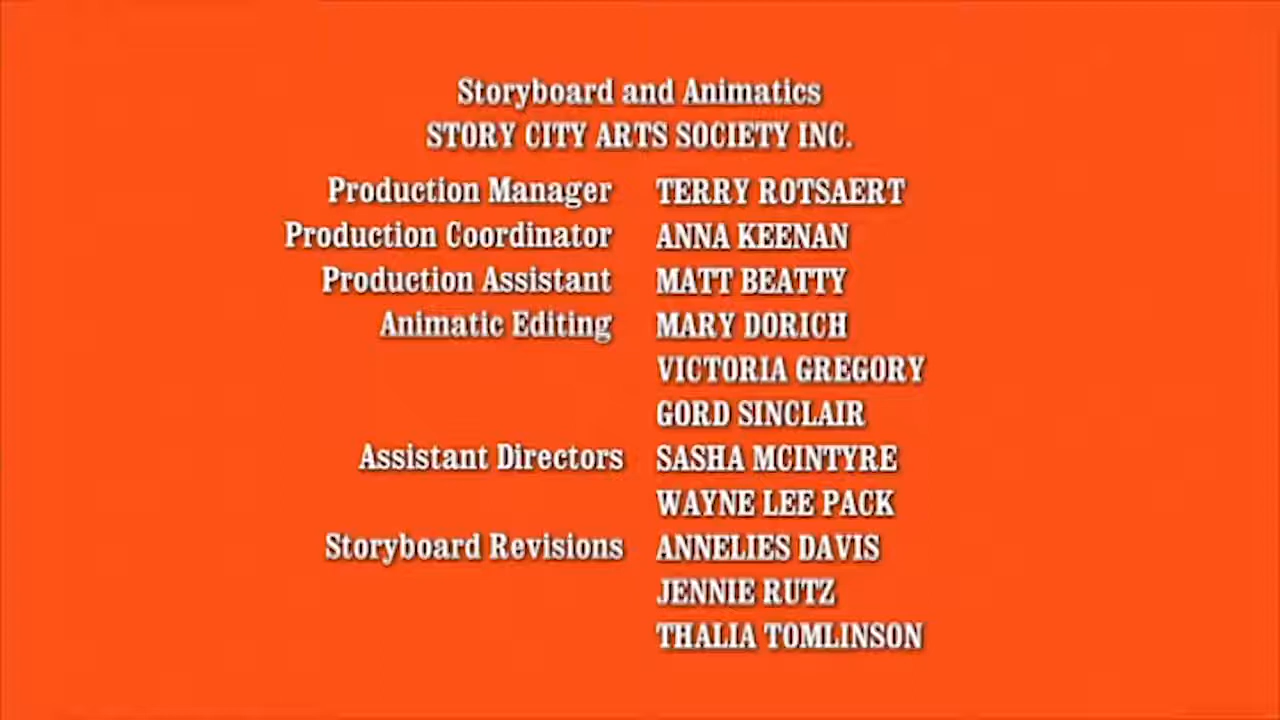 Storyboard and Animatics
STORY CITY ARTS SOCIETY INC.
Production Manager TERRY ROTSAERT
Production Coordinator ANNA KEENAN
Production Assistant MATT BEATTY
Animatic Editing MARY DORICH
VICTORIA GREGORY
GORD SINCLAIR
Assistant Directors SASHA MCINTYRE
WAYNE LEE PACK
Storyboard Revisions ANNELIES DAVIS
JENNIE RUTZ
THALIA TOMLINSON